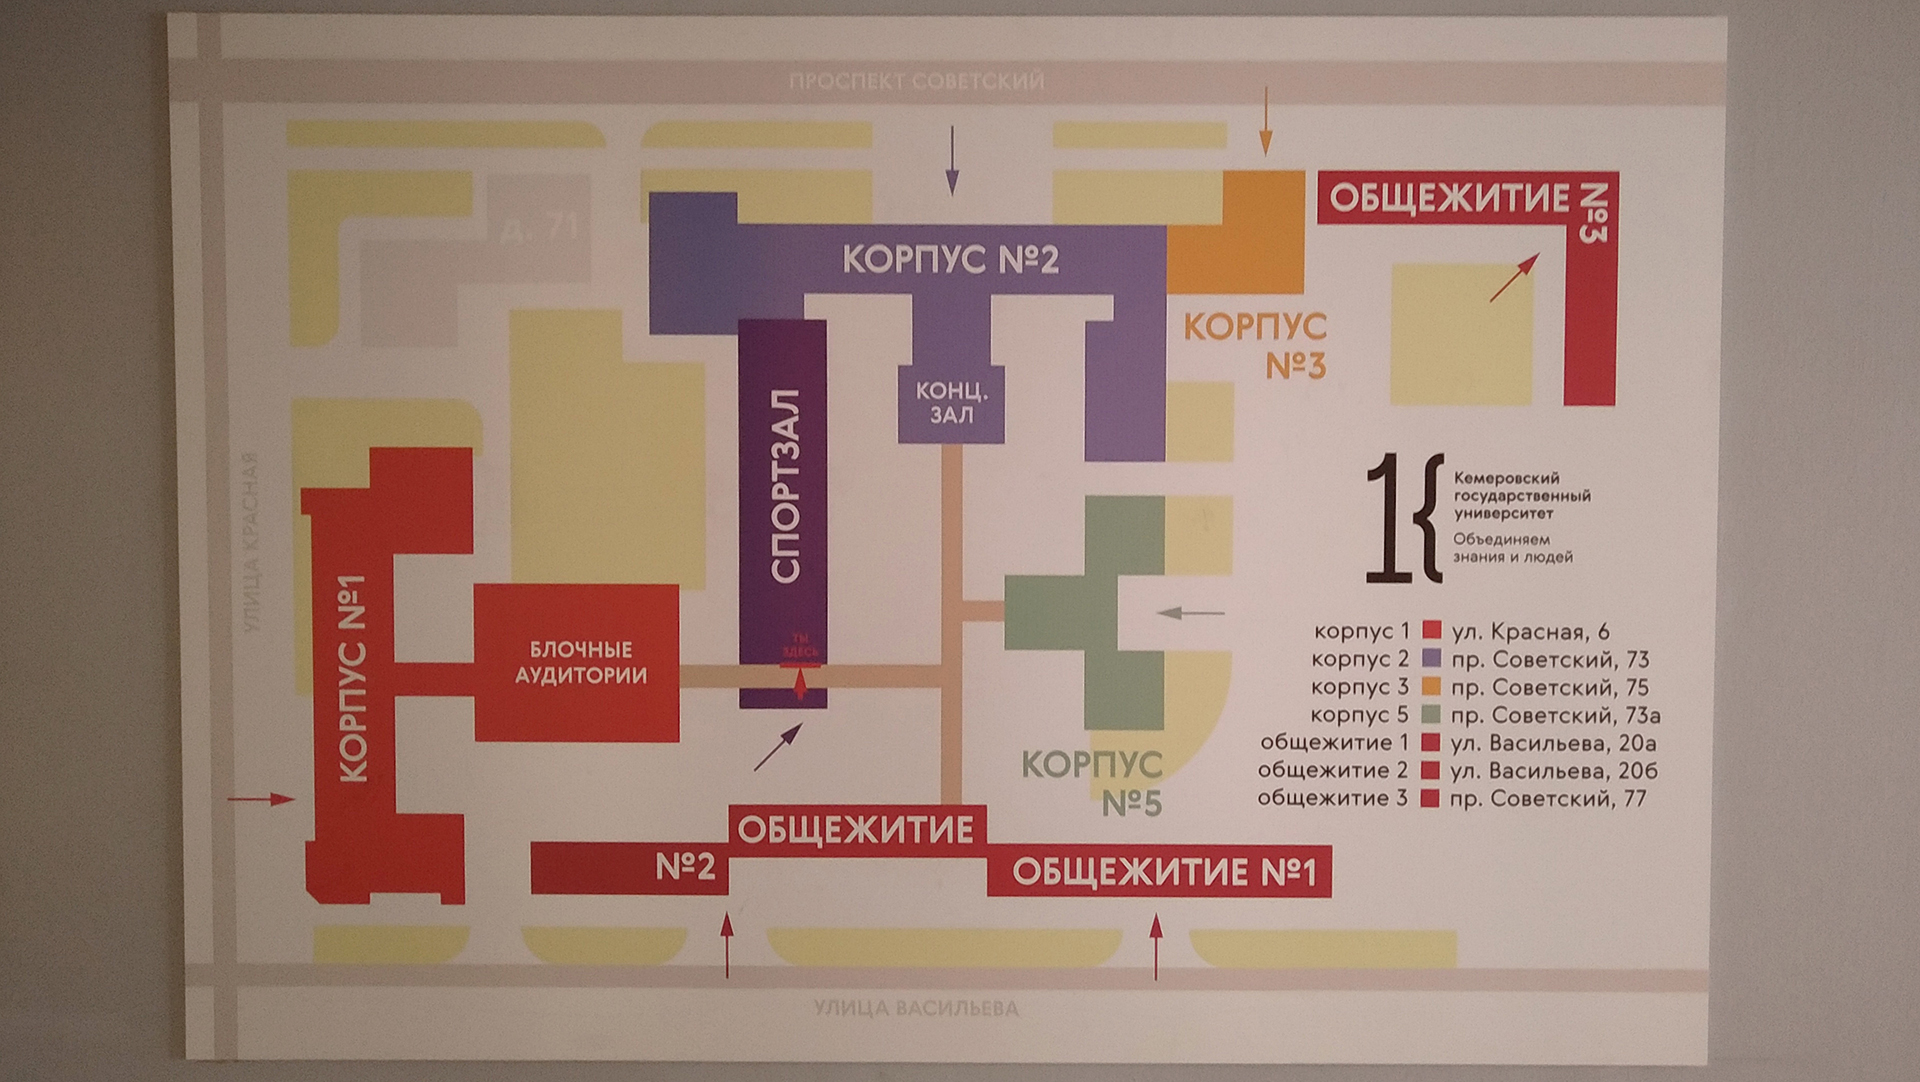 ПРОСПЕКТ СОВЕТСКИЙ
д. 71
КОРПУС №2
ОБЩЕЖИТИЕ №3
КОРПУС
№3
КОНЦ.
ЗАЛ
СПОРТЗАЛ
УЛИЦА КРАСНАЯ
КОРПУС №1
БЛОЧНЫЕ
АУДИТОРИИ
ТЫ
ЗДЕСЬ
Кемеровский
государственный
университет
Объединяем
знания и людей
корпус 1 ул. Красная, 6
корпус 2 пр. Советский, 73
корпус 3 пр. Советский, 75
корпус 5 пр. Советский, 73а
общежитие 1 ул. Васильева, 20а
общежитие 2 ул. Васильева, 20б
общежитие 3 пр. Советский, 77
КОРПУС
№5
ОБЩЕЖИТИЕ
№2
ОБЩЕЖИТИЕ №1
УЛИЦА ВАСИЛЬЕВА